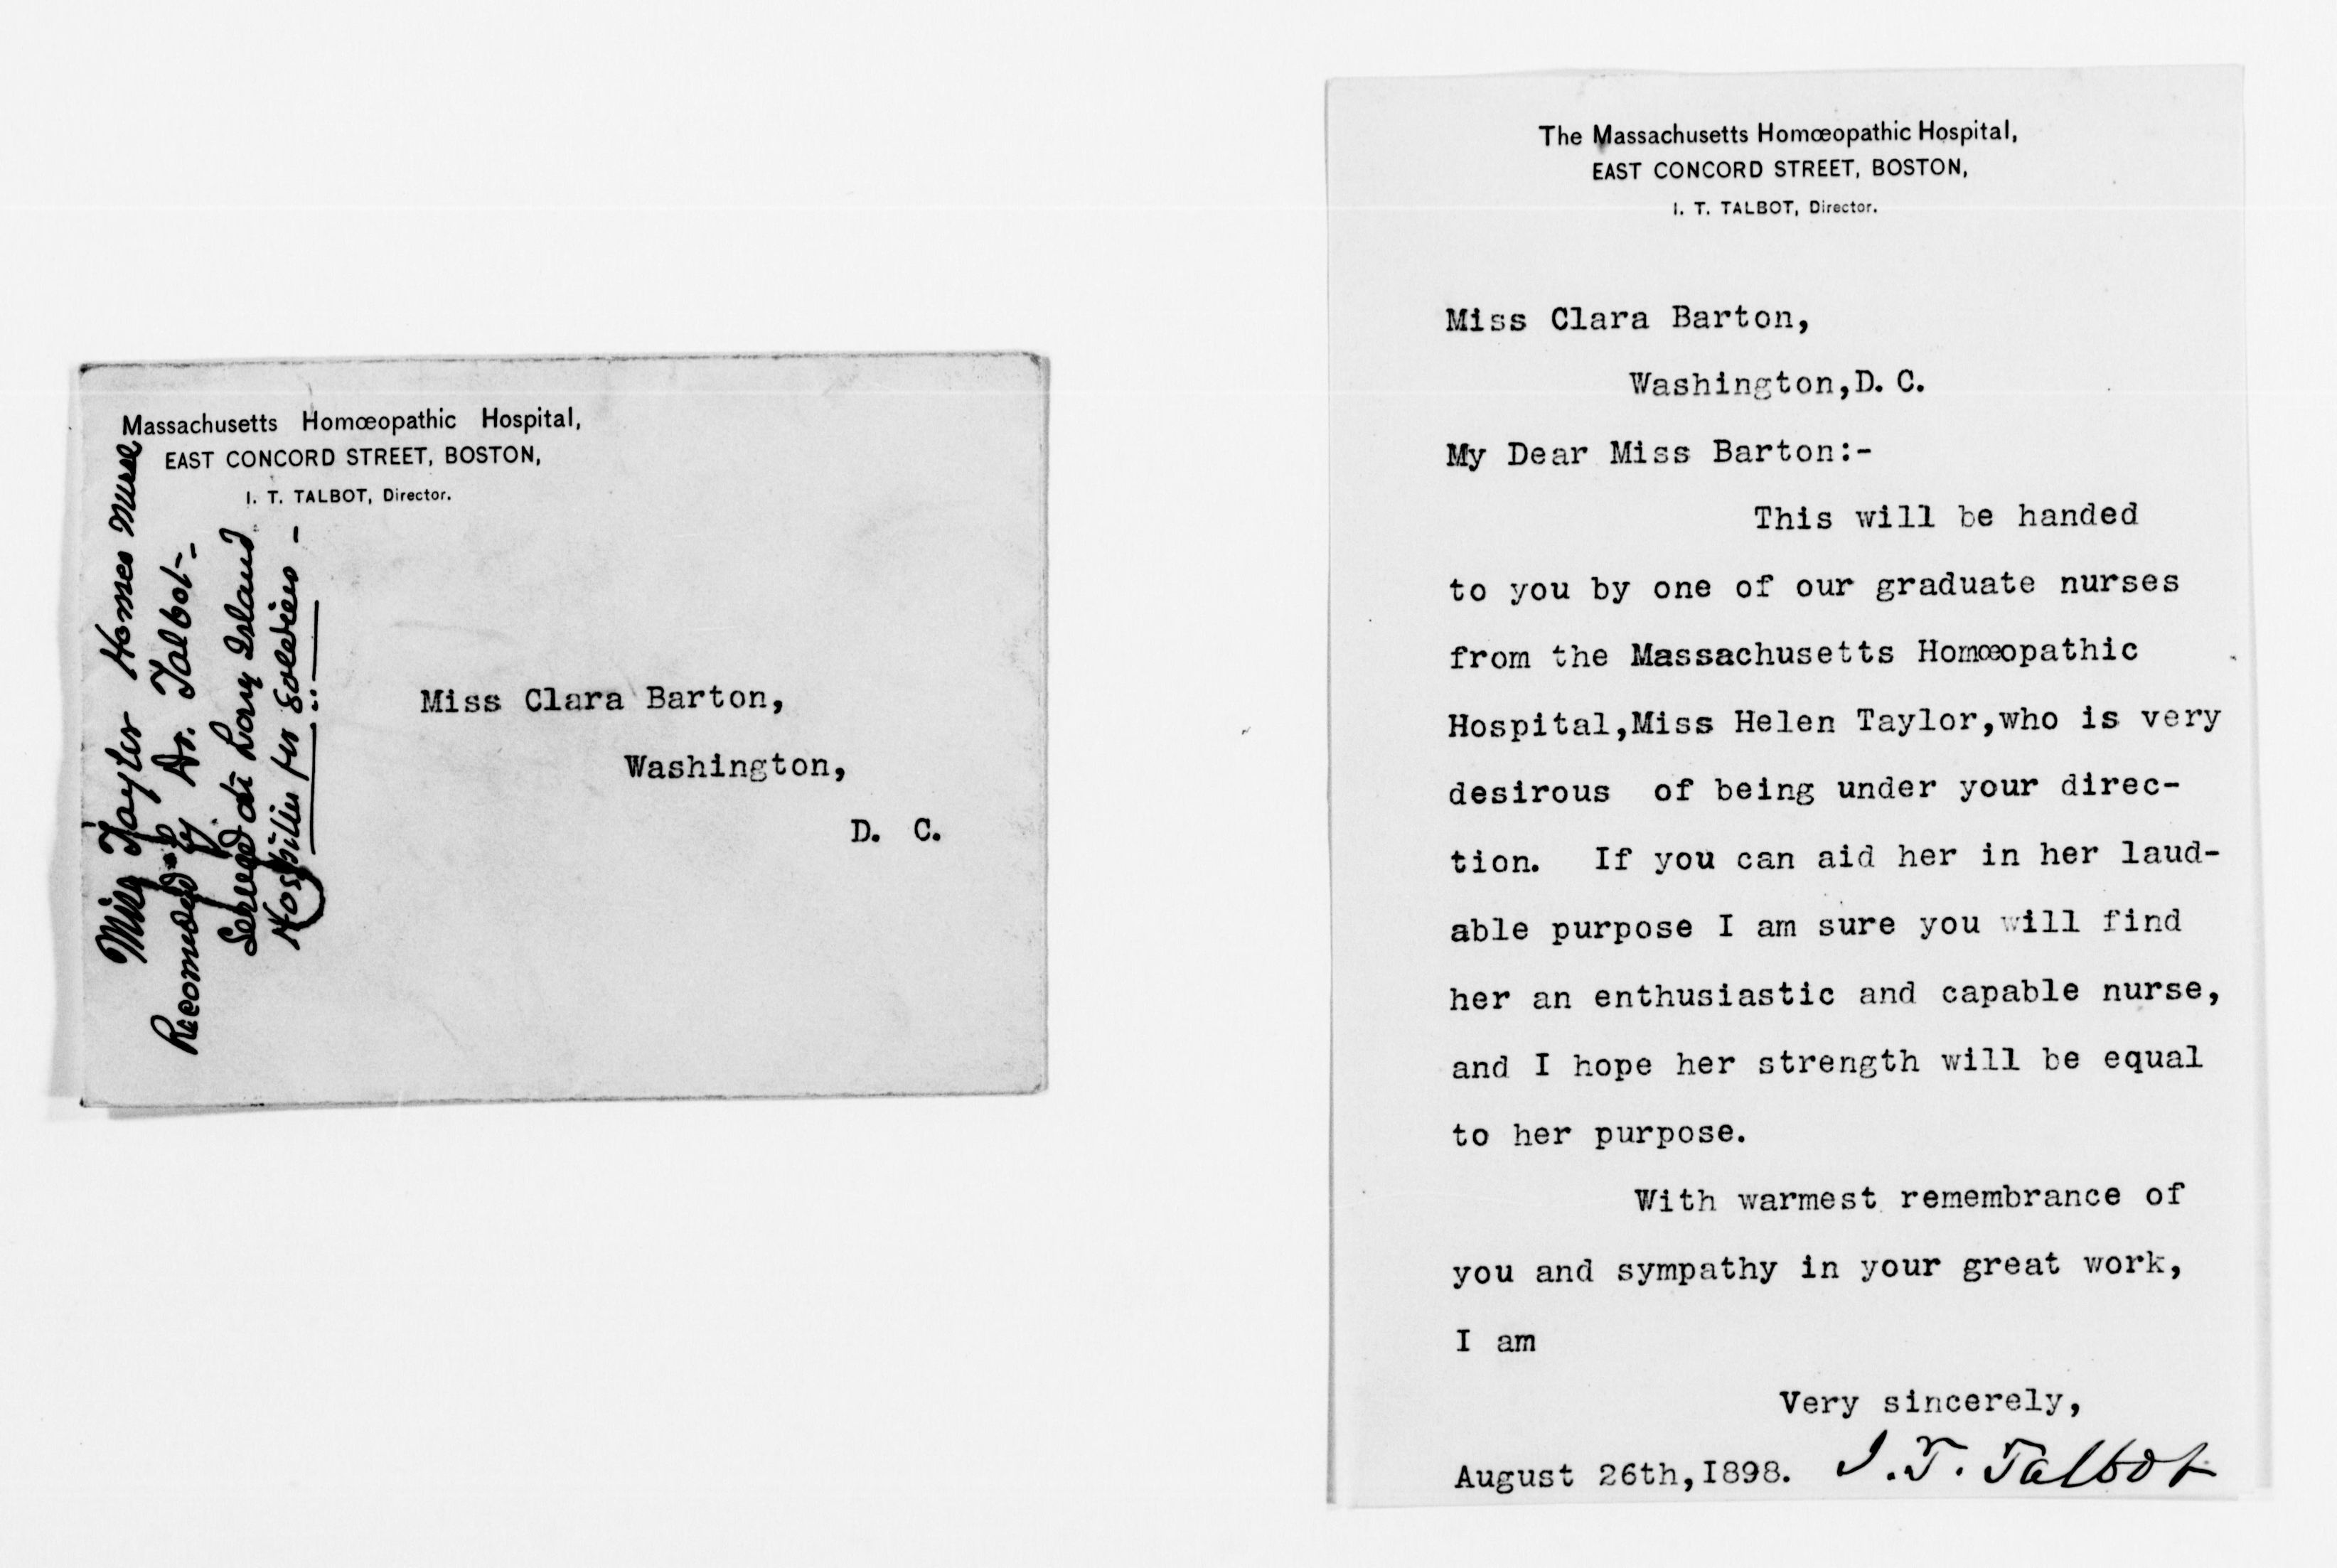 Massachusetts Homœopathic Hospital,
EAST CONCORD STREET, BOSTON,
I. T. TALBOT, Director.
Miss Taylor
Recomended by Dr. Talbot -
Served at Long Island
for Soldiers -
Miss Clara Barton,
Washington,
D. C.
The Massachusetts Homœopathic Hospital,
EAST CONCORD STREET, BOSTON,
I. T. TALBOT, Director.
Miss Clara Barton,
Washington,D. C.
My Dear Miss Barton:-
This will be handed
to you by one of our graduate nurses
from the Massachusetts Homœopathic
Hospital,Miss Helen Taylor,who is very
desirous of being under your direc-
tion. If you can aid her in her laud-
able purpose I am sure you will find
her an enthusiastic and capable nurse,
and I hope her strength will be equal
to her purpose.
With warmest remembrance of
you and sympathy in your great work,
I am
Very sincerely,
August 26th,1898. I. T. Talbot